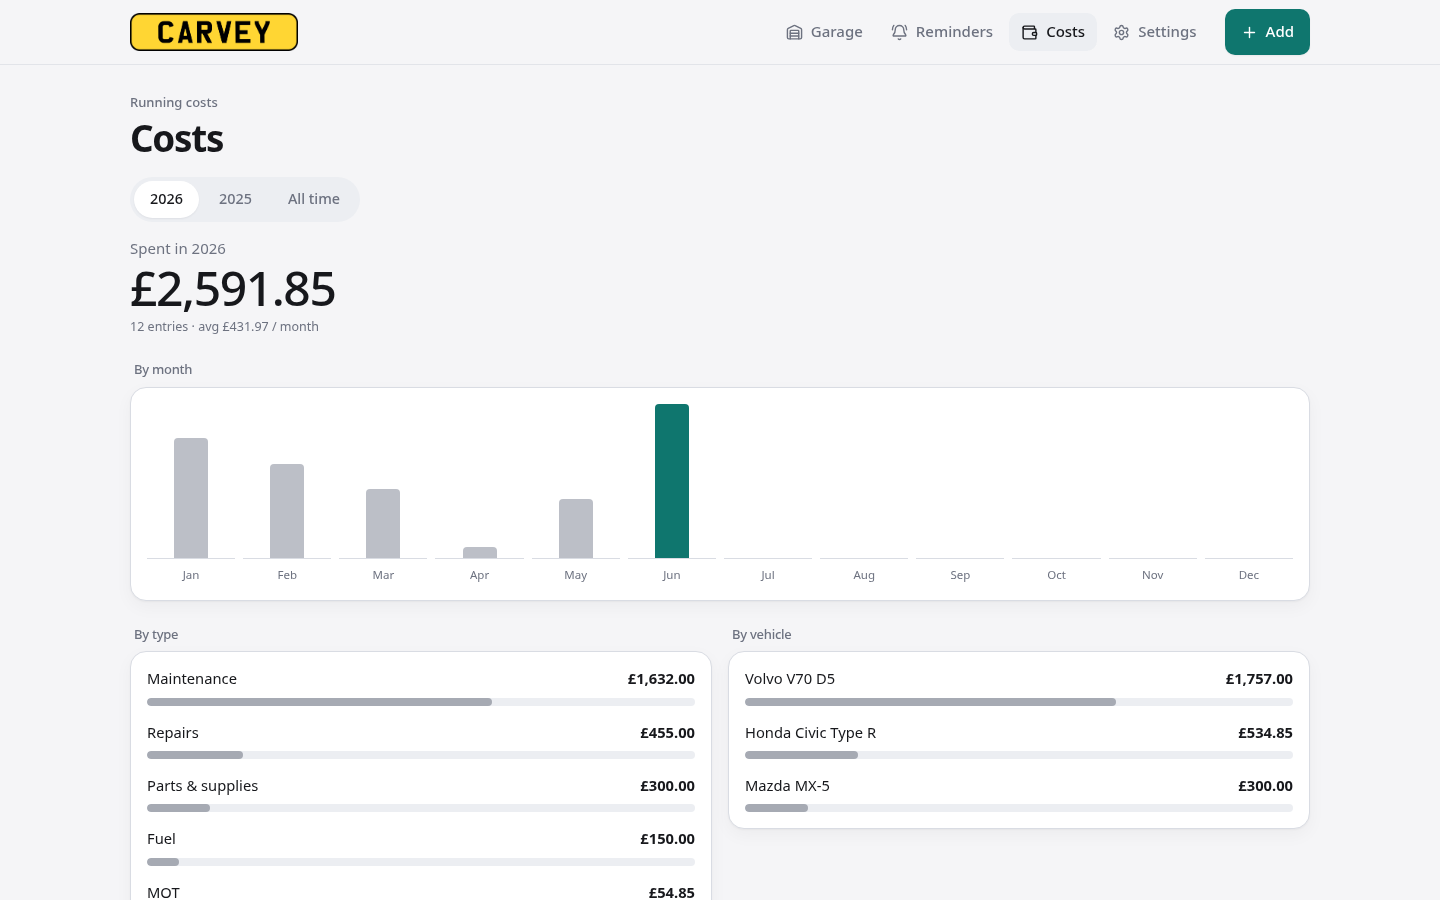 CARVEY
Garage
Reminders
Costs
Settings
Add
Running costs
Costs
2026
2025
All time
Spent in 2026
£2,591.85
12 entries · avg £431.97 / month
By month
Jan
Feb
Mar
Apr
May
Jun
Jul
Aug
Sep
Oct
Nov
Dec
By type
Maintenance £1,632.00
Repairs £455.00
Parts & supplies £300.00
Fuel £150.00
MOT £54.85
By vehicle
Volvo V70 D5 £1,757.00
Honda Civic Type R £534.85
Mazda MX-5 £300.00